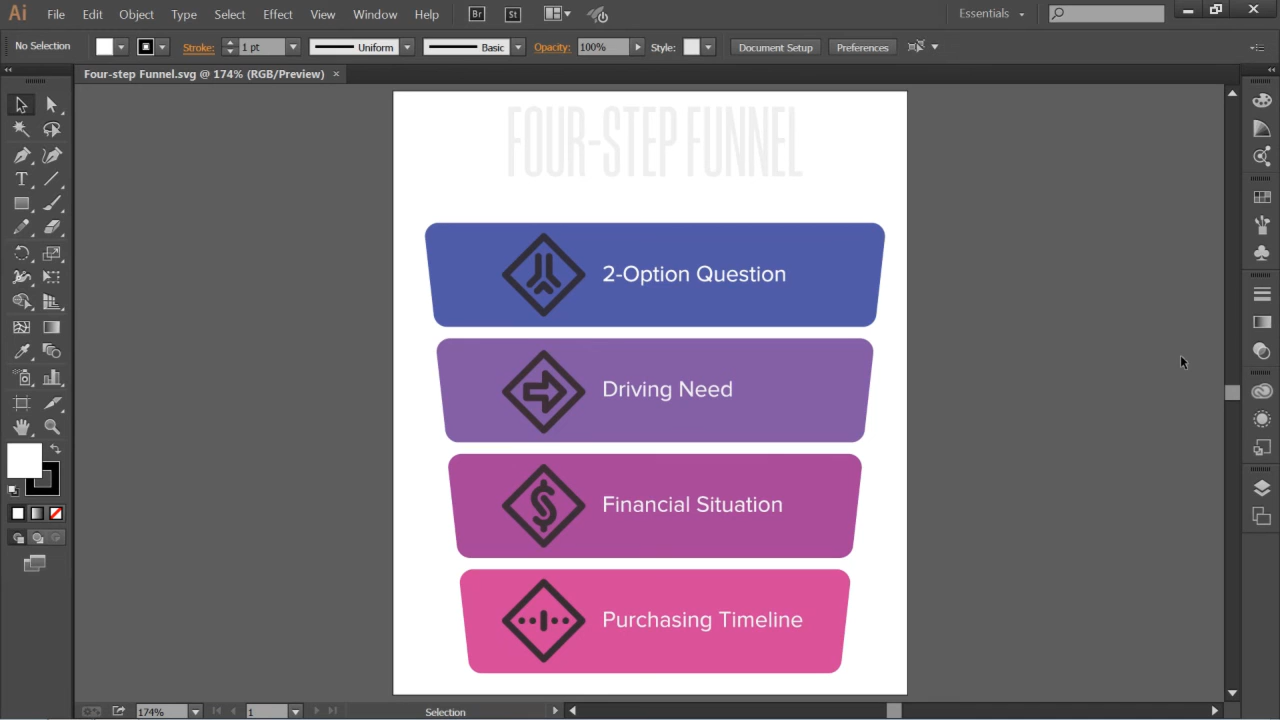 Ai File Edit Object Type Select Effect View Window Help Br St Essentials
No Selection Stroke: 1 pt Uniform Basic Opacity: 100% Style: Document Setup Preferences
Four-step Funnel.svg @ 174% (RGB/Preview) ×
FOUR-STEP FUNNEL
2-Option Question
Driving Need
Financial Situation
Purchasing Timeline
174% 1 Selection